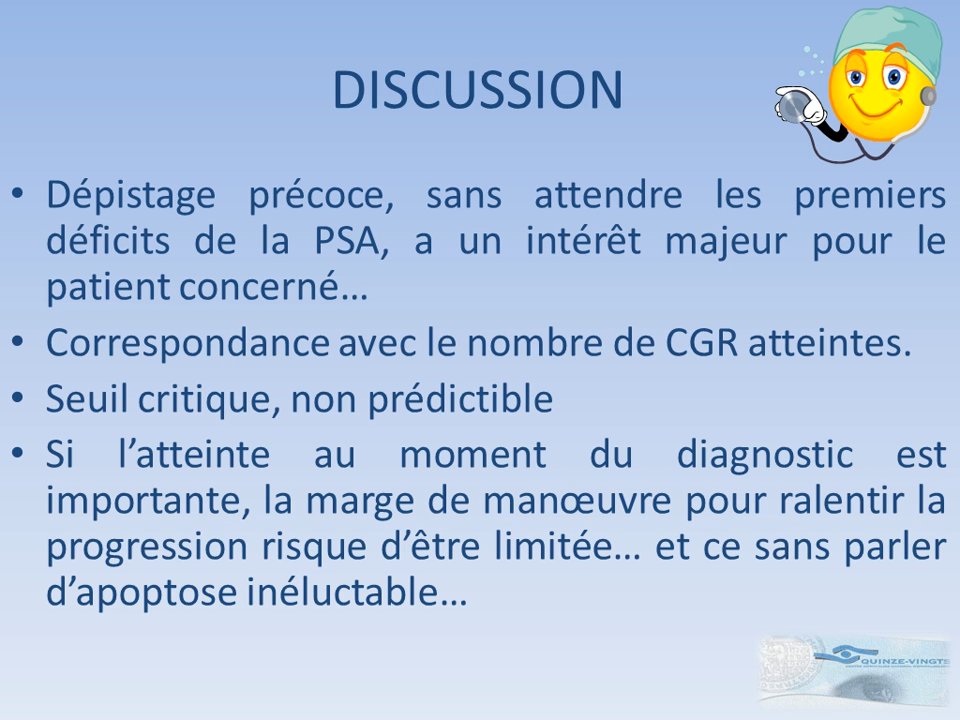 DISCUSSION
• Dépistage précoce, sans attendre les premiers
déficits de la PSA, a un intérêt majeur pour le
patient concerné…
• Correspondance avec le nombre de CGR atteintes.
• Seuil critique, non prédictible
• Si l’atteinte au moment du diagnostic est
importante, la marge de manœuvre pour ralentir la
progression risque d’être limitée… et ce sans parler
d’apoptose inéluctable…
QUINZE-VINGTS